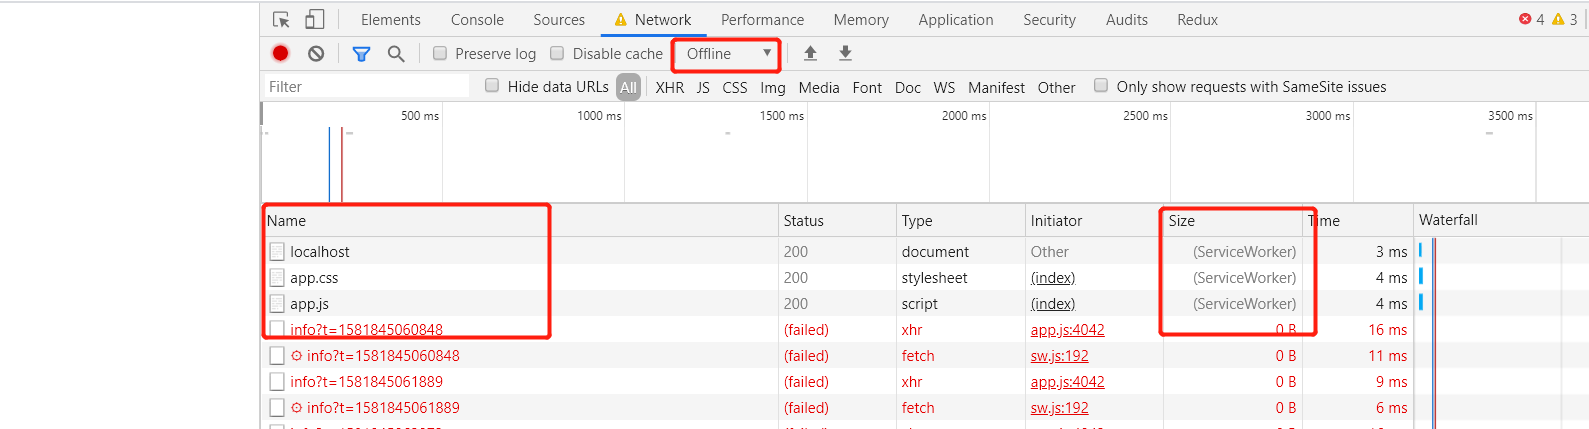 Elements Console Sources Network Performance Memory Application Security Audits Redux 4 3
Preserve log Disable cache Offline
Filter Hide data URLs All XHR JS CSS Img Media Font Doc WS Manifest Other Only show requests with SameSite issues
500 ms 1000 ms 1500 ms 2000 ms 2500 ms 3000 ms 3500 ms
Name Status Type Initiator Size Time Waterfall
localhost 200 document Other (ServiceWorker) 3 ms
app.css 200 stylesheet (index) (ServiceWorker) 4 ms
app.js 200 script (index) (ServiceWorker) 4 ms
info?t=1581845060848 (failed) xhr app.js:4042 0 B 16 ms
info?t=1581845060848 (failed) fetch sw.js:192 0 B 11 ms
info?t=1581845061889 (failed) xhr app.js:4042 0 B 9 ms
info?t=1581845061889 (failed) fetch sw.js:192 0 B 6 ms